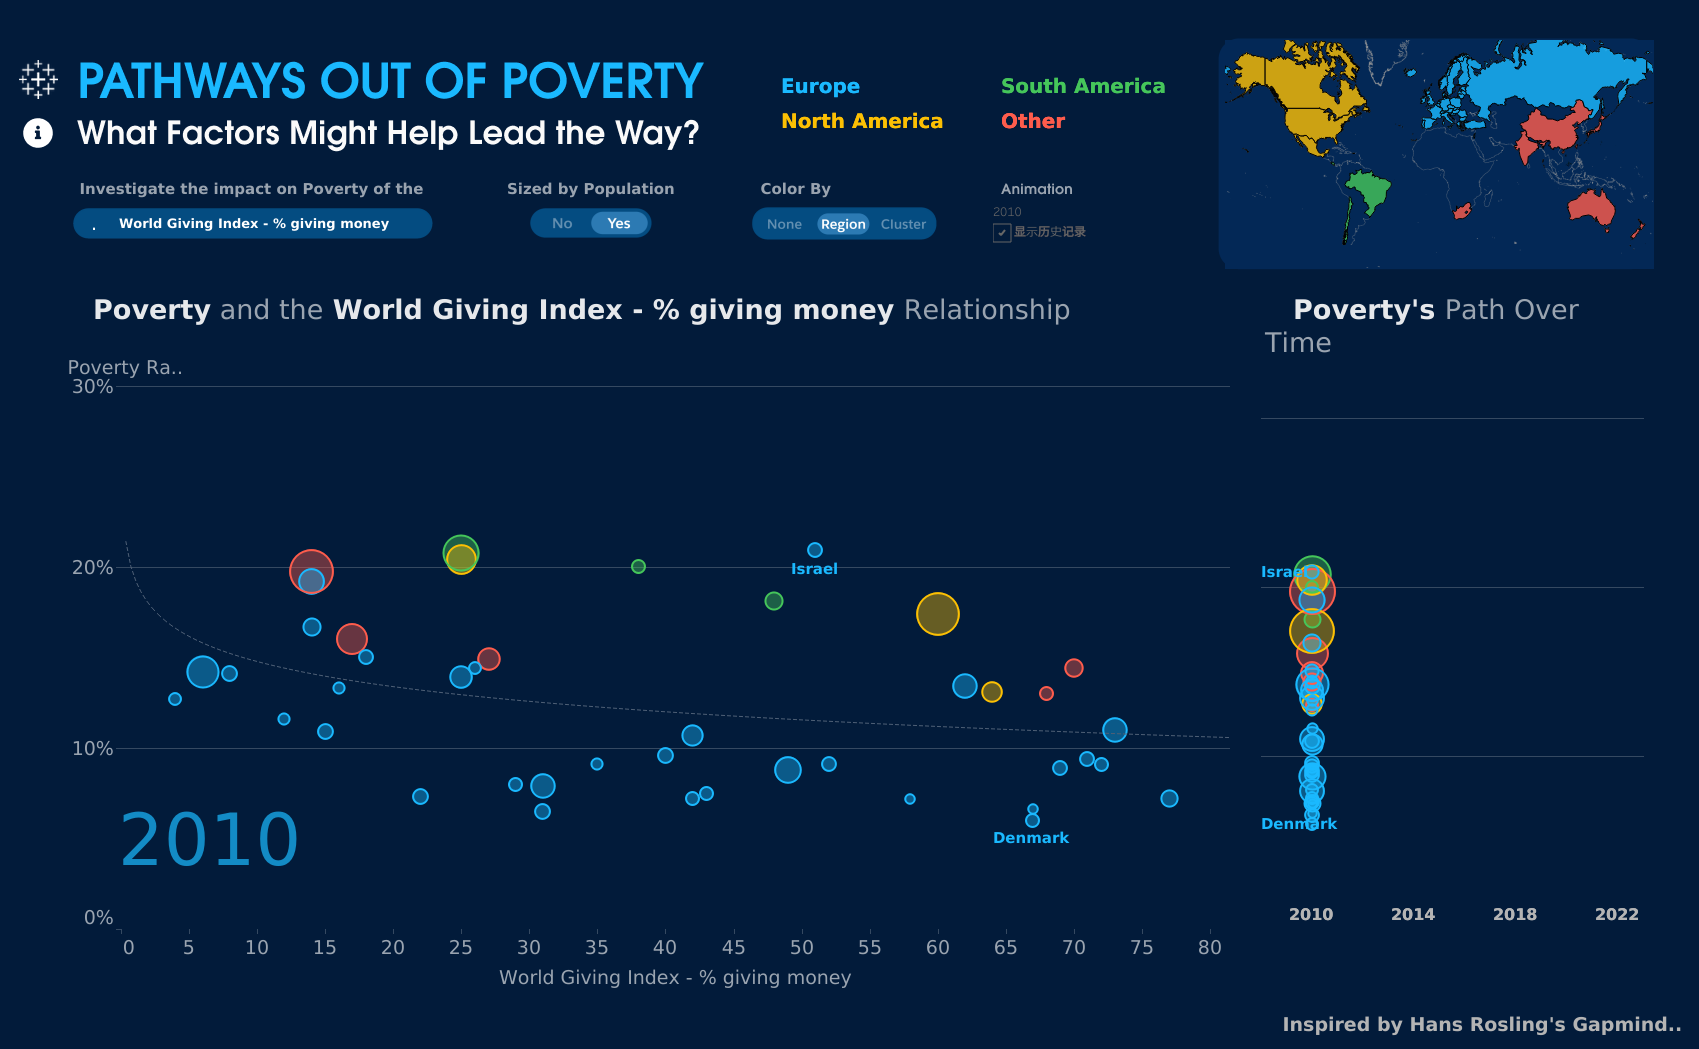 PATHWAYS OUT OF POVERTY
What Factors Might Help Lead the Way?
Europe
South America
North America
Other
Investigate the impact on Poverty of the
. World Giving Index - % giving money
Sized by Population
No Yes
Color By
None Region Cluster
Animation
2010
显示历史记录
Poverty and the World Giving Index - % giving money Relationship
Poverty's Path Over
Time
Poverty Ra..
30%
20%
10%
0%
Israel
Denmark
2010
0 5 10 15 20 25 30 35 40 45 50 55 60 65 70 75 80
World Giving Index - % giving money
Israel
Denmark
2010 2014 2018 2022
Inspired by Hans Rosling's Gapmind..